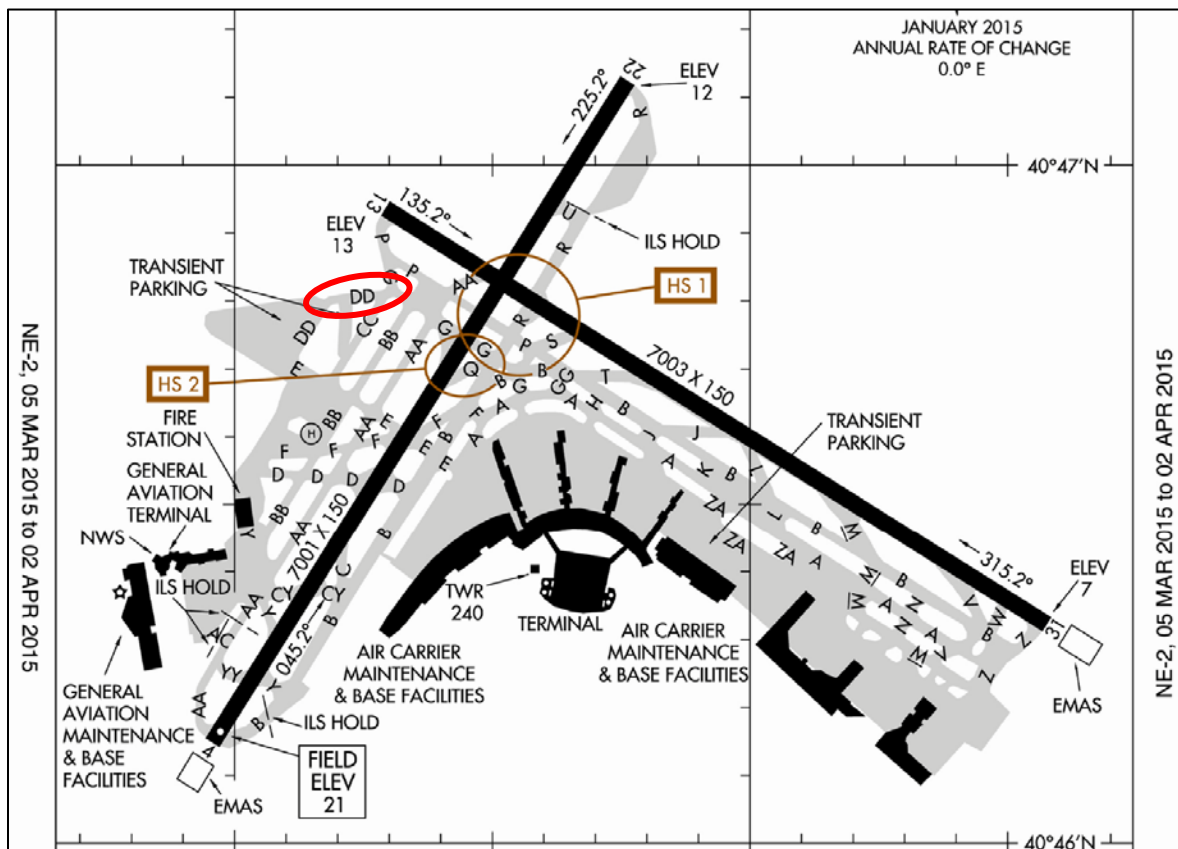 JANUARY 2015
ANNUAL RATE OF CHANGE
0.0° E
22
ELEV
12
225.2°
R
40°47'N
13
135.2°
U
ELEV
13
P
R
ILS HOLD
TRANSIENT
PARKING
G
P
AA
HS 1
DD
CC
R
DD
BB
AA
G
G
P
S
E
Q
B
G
B
GG
T
7003 X 150
HS 2
A
H
B
J
J
FIRE
STATION
H
BB
AA
E
F
F
A
TRANSIENT
PARKING
F
F
F
E
B
E
A
K
B
L
GENERAL
AVIATION
TERMINAL
D
D
D
D
ZA
BB
L
B
M
NWS
Y
AA
7001 X 150
B
ZA
ZA
A
315.2°
ILS HOLD
C
M
B
ELEV
7
CY
CY
TWR
240
M
A
N
V
W
AA
Y
B
TERMINAL
N
A
B
Z
31
A
C
045.2°
AIR CARRIER
MAINTENANCE
& BASE FACILITIES
AIR CARRIER
MAINTENANCE
& BASE FACILITIES
M
Z
YY
Y
GENERAL
AVIATION
MAINTENANCE
& BASE
FACILITIES
AA
B
ILS HOLD
EMAS
4
FIELD
ELEV
21
EMAS
40°46'N
NE-2, 05 MAR 2015 to 02 APR 2015
NE-2, 05 MAR 2015 to 02 APR 2015